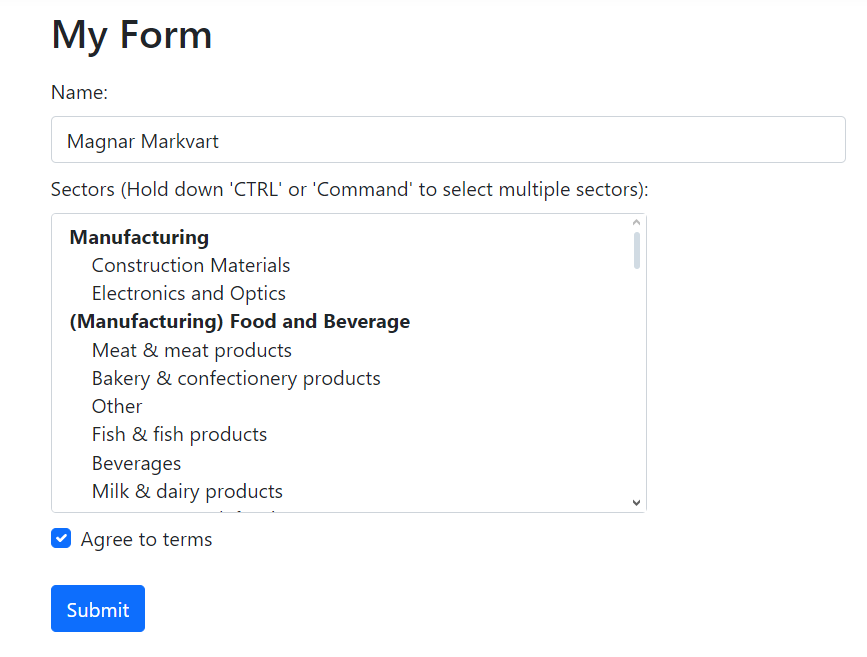 My Form
Name:
Magnar Markvart
Sectors (Hold down 'CTRL' or 'Command' to select multiple sectors):
Manufacturing
Construction Materials
Electronics and Optics
(Manufacturing) Food and Beverage
Meat & meat products
Bakery & confectionery products
Other
Fish & fish products
Beverages
Milk & dairy products
Agree to terms
Submit